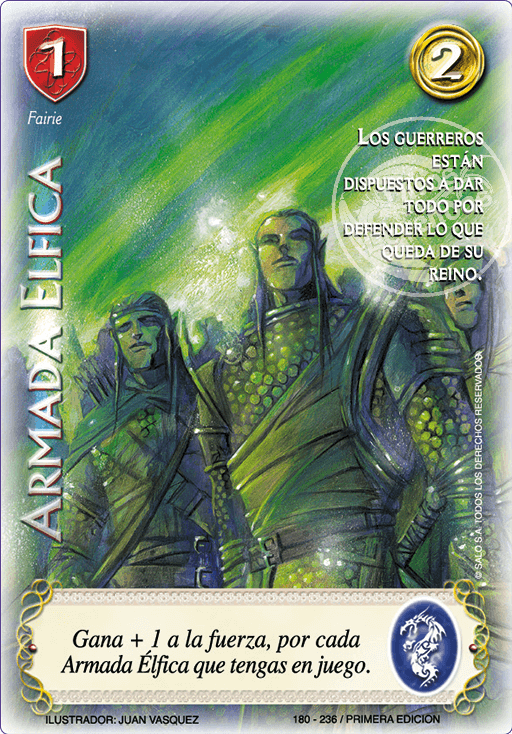 1
2
Fairie
ARMADA ELFICA
LOS GUERREROS
ESTÁN
DISPUESTOS A DAR
TODO POR
DEFENDER LO QUE
QUEDA DE SU
REINO.
© SALO S.A. TODOS LOS DERECHOS RESERVADOS
Gana + 1 a la fuerza, por cada
Armada Élfica que tengas en juego.
ILUSTRADOR: JUAN VASQUEZ
180 - 236 / PRIMERA EDICION